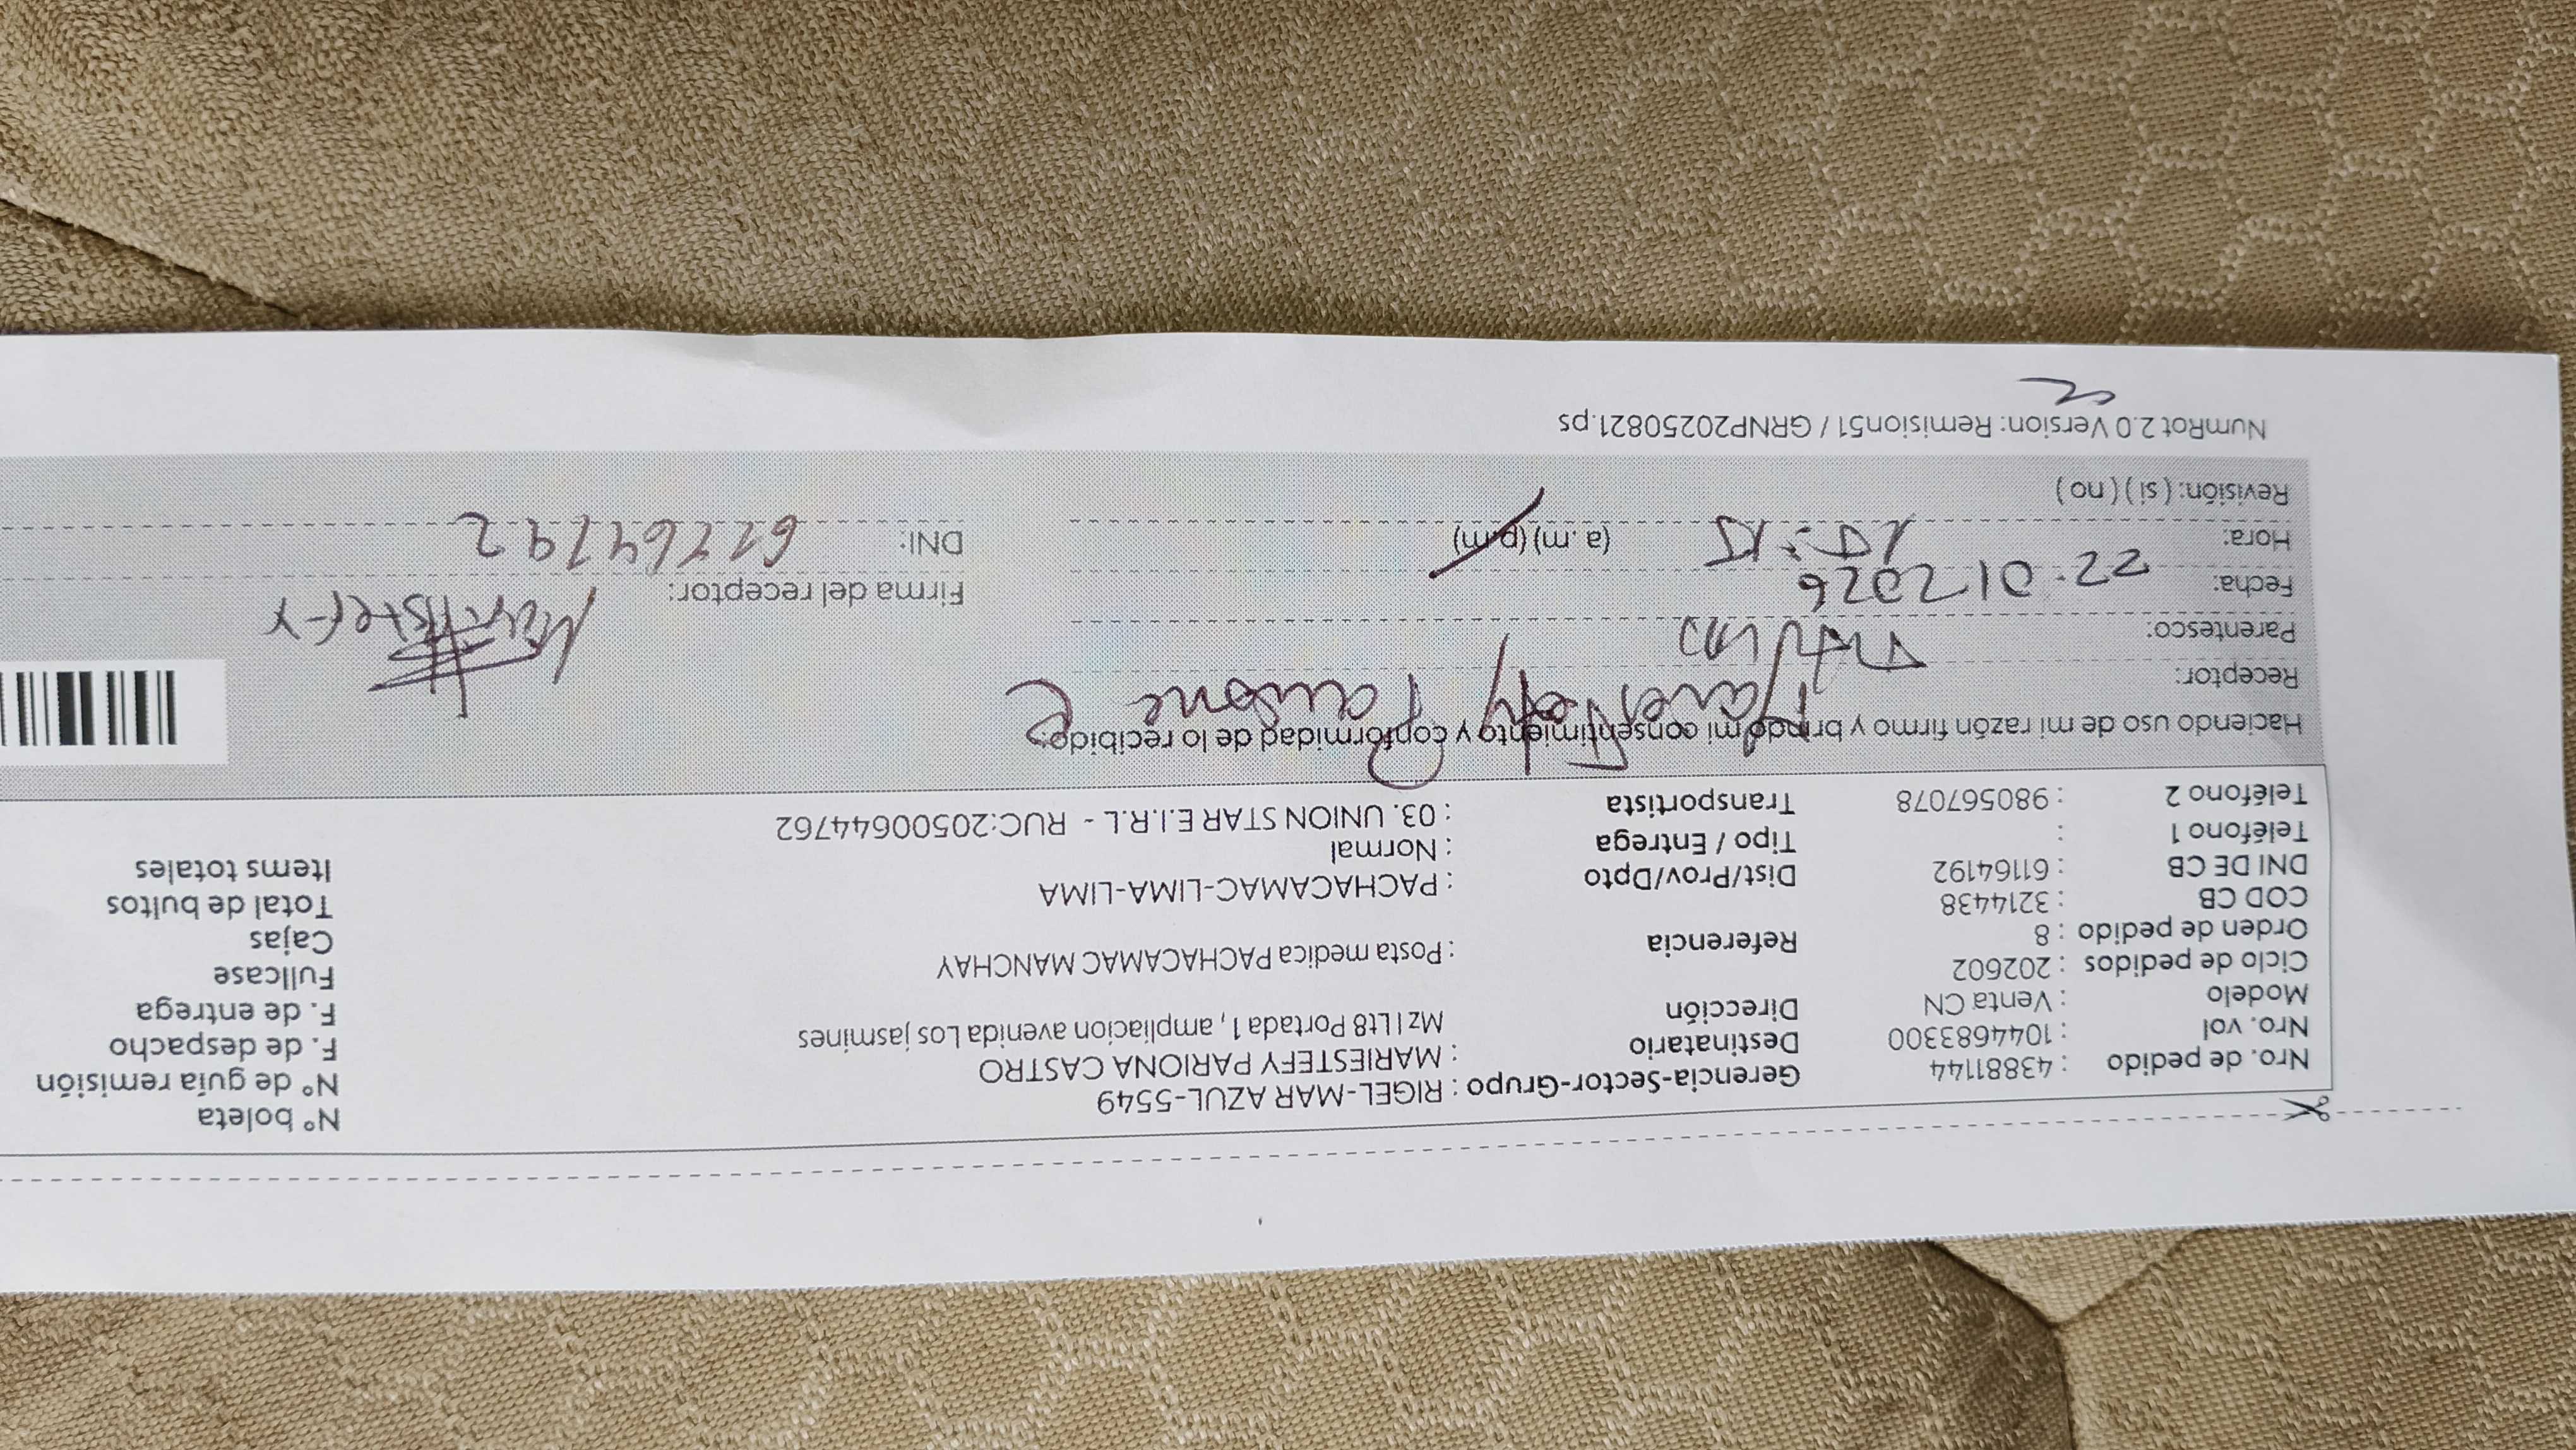 Nro. de pedido : 43881144 Gerencia-Sector-Grupo : RIGEL-MAR AZUL-5549 N° boleta
Nro. vol : 1044683300 Destinatario : MARIESTEFY PARIONA CASTRO N° de guía remisión
Modelo : Venta CN Dirección Mz I Lt8 Portada 1, ampliacion avenida Los jasmines F. de despacho
Ciclo de pedidos : 202602 F. de entrega
Orden de pedido : 8 Referencia : Posta medica PACHACAMAC MANCHAY Fullcase
COD CB : 3214438 Cajas
DNI DE CB : 61164192 Dist/Prov/Dpto : PACHACAMAC-LIMA-LIMA Total de bultos
Teléfono 1 : Tipo / Entrega : Normal Items totales
Teléfono 2 : 980567078 Transportista : 03. UNION STAR E.I.R.L - RUC:20500644762
Haciendo uso de mi razón firmo y brindo mi consentimiento y conformidad de lo recibido:
Receptor:
Parentesco: Titular
Fecha: 22.01 2026 Firma del receptor: Maristefy
Hora: 15:15 (a.m) (p.m) DNI: 61164192
Revisión: ( si ) ( no )
NumRot 2.0 Version: Remision51 / GRNP20250821.ps